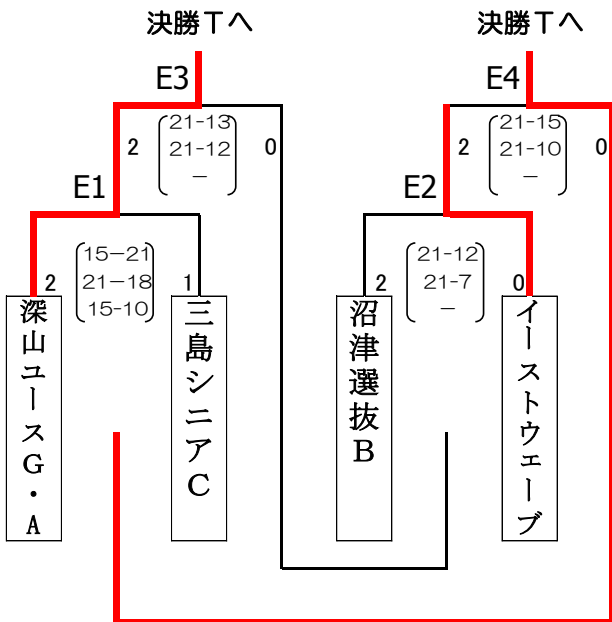 決勝Tへ 決勝Tへ
E3 E4
2 21-13 0 2 21-15 0
21-12 21-10
－ －
E1 E2
2 15－21 1 2 21-12 0
21－18 21-7
15-10 －
深山ユースG・A
三島シニアC
沼津選抜B
イーストウェーブ